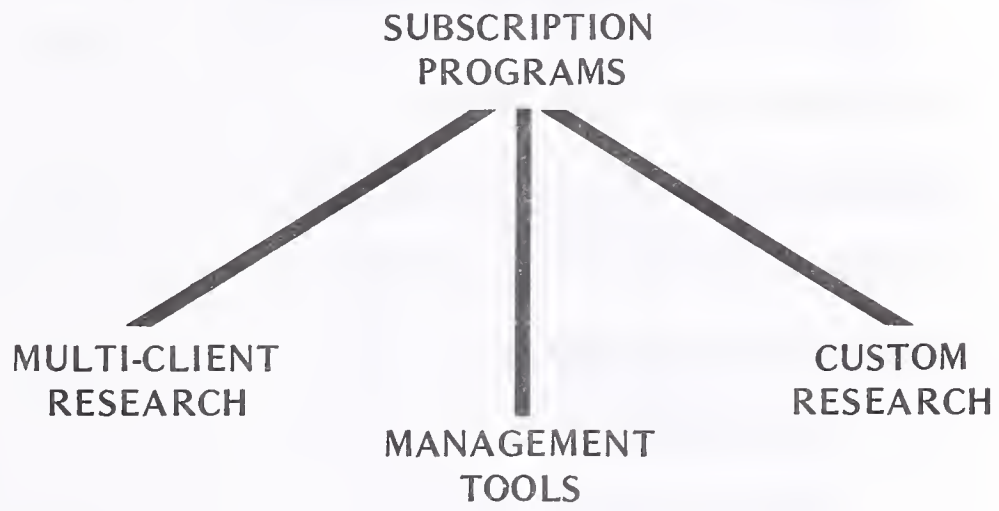 SUBSCRIPTION
PROGRAMS
MULTI-CLIENT
RESEARCH
CUSTOM
RESEARCH
MANAGEMENT
TOOLS